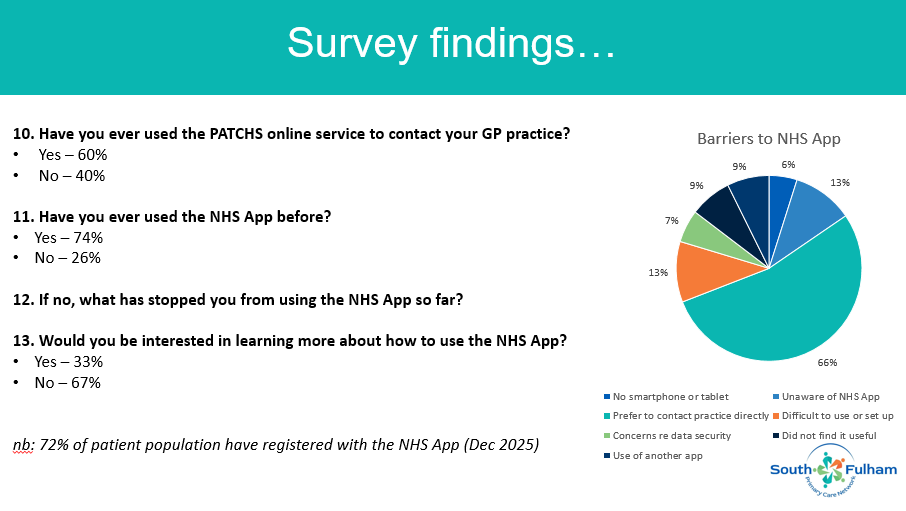 Survey findings…
10. Have you ever used the PATCHS online service to contact your GP practice?
• Yes – 60%
• No – 40%
11. Have you ever used the NHS App before?
• Yes – 74%
• No – 26%
12. If no, what has stopped you from using the NHS App so far?
13. Would you be interested in learning more about how to use the NHS App?
• Yes – 33%
• No – 67%
nb: 72% of patient population have registered with the NHS App (Dec 2025)
Barriers to NHS App
6%
13%
66%
13%
7%
9%
9%
No smartphone or tablet
Unaware of NHS App
Prefer to contact practice directly
Difficult to use or set up
Concerns re data security
Did not find it useful
Use of another app
South Fulham
Primary Care Network